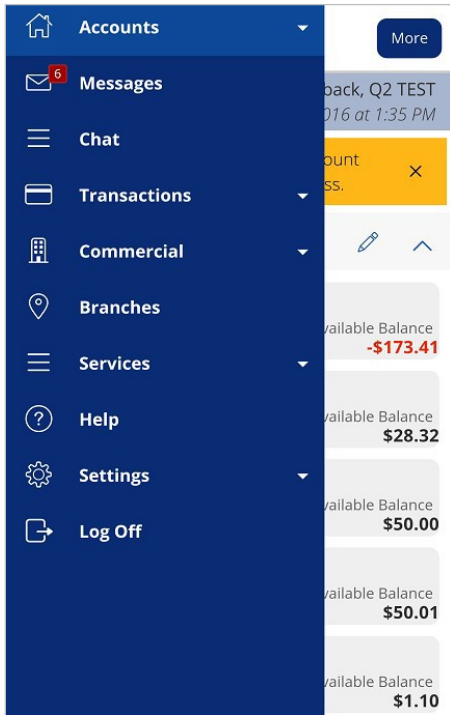 Accounts
More
6
Messages
back, Q2 TEST
016 at 1:35 PM
Chat
ount
ss.
Transactions
Commercial
Branches
vailable Balance
-$173.41
Services
Help
vailable Balance
$28.32
Settings
vailable Balance
$50.00
Log Off
vailable Balance
$50.01
vailable Balance
$1.10